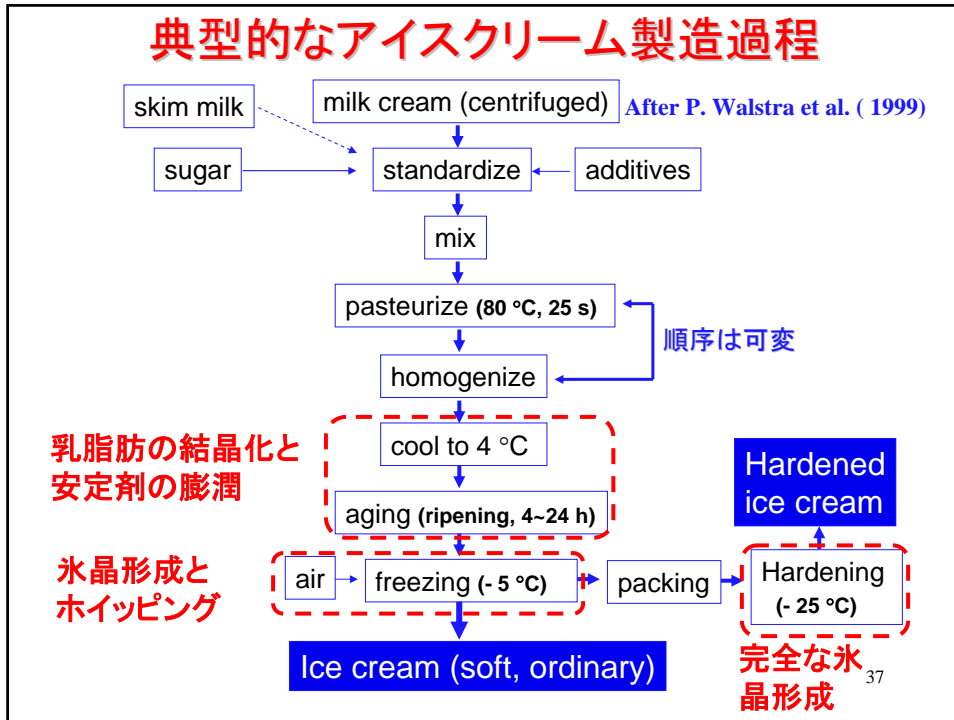 典型的なアイスクリーム製造過程
skim milk
milk cream (centrifuged)
After P. Walstra et al. ( 1999)
sugar
standardize
additives
mix
pasteurize (80 °C, 25 s)
順序は可変
homogenize
乳脂肪の結晶化と
安定剤の膨潤
cool to 4 °C
aging (ripening, 4~24 h)
Hardened
ice cream
氷晶形成と
ホイッピング
air
freezing (- 5 °C)
packing
Hardening
(- 25 °C)
Ice cream (soft, ordinary)
完全な氷
晶形成
37